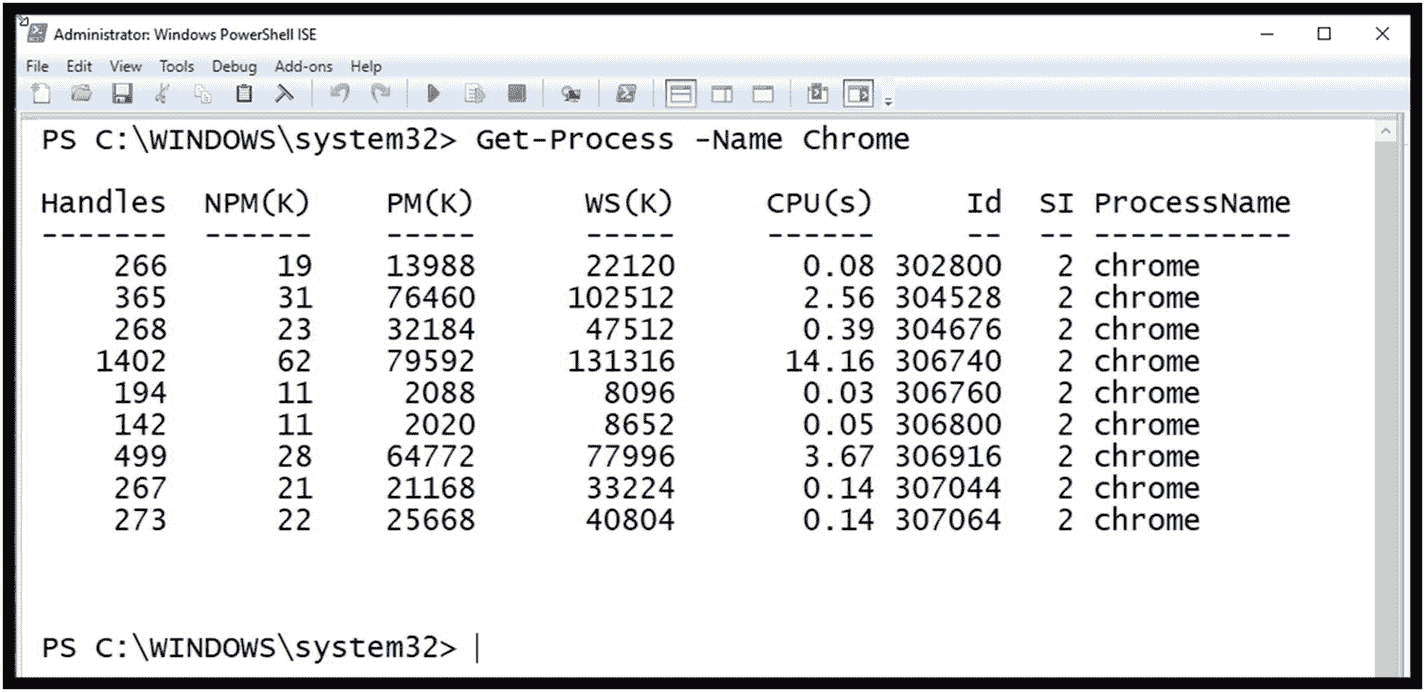 Administrator: Windows PowerShell ISE
File Edit View Tools Debug Add-ons Help
PS C:\WINDOWS\system32> Get-Process -Name Chrome
Handles NPM(K) PM(K) WS(K) CPU(s) Id SI ProcessName
------- ------ ----- ----- ------ -- -- -----------
266 19 13988 22120 0.08 302800 2 chrome
365 31 76460 102512 2.56 304528 2 chrome
268 23 32184 47512 0.39 304676 2 chrome
1402 62 79592 131316 14.16 306740 2 chrome
194 11 2088 8096 0.03 306760 2 chrome
142 11 2020 8652 0.05 306800 2 chrome
499 28 64772 77996 3.67 306916 2 chrome
267 21 21168 33224 0.14 307044 2 chrome
273 22 25668 40804 0.14 307064 2 chrome
PS C:\WINDOWS\system32>